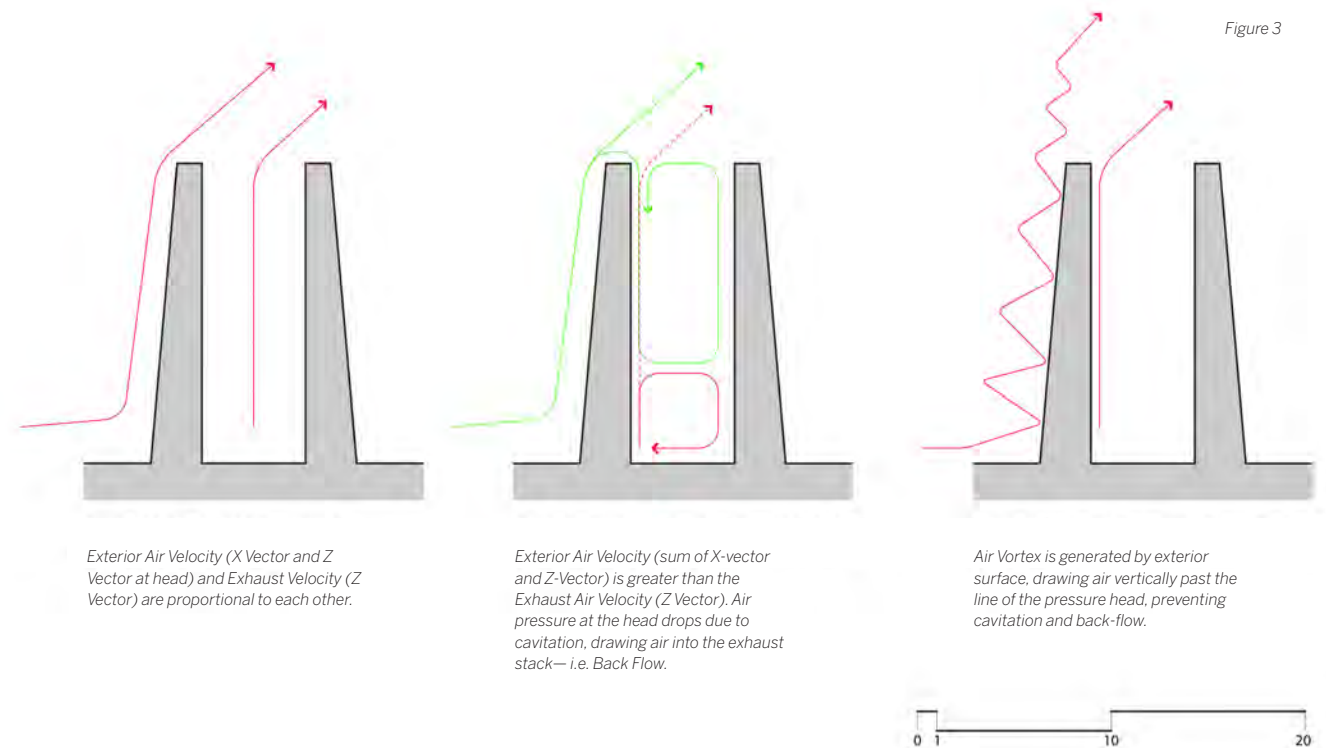 Figure 3
Exterior Air Velocity (X Vector and Z
Vector at head) and Exhaust Velocity (Z
Vector) are proportional to each other.
Exterior Air Velocity (sum of X-vector
and Z-Vector) is greater than the
Exhaust Air Velocity (Z Vector). Air
pressure at the head drops due to
cavitation, drawing air into the exhaust
stack— i.e. Back Flow.
Air Vortex is generated by exterior
surface, drawing air vertically past the
line of the pressure head, preventing
cavitation and back-flow.
0 1 10 20